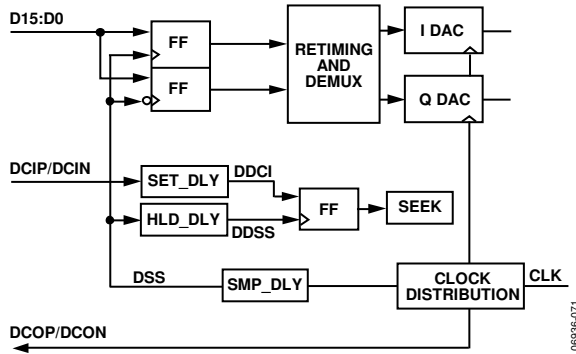 D15:D0
FF
FF
RETIMING
AND
DEMUX
I DAC
Q DAC
DCIP/DCIN
SET_DLY
DDCI
HLD_DLY
DDSS
FF
SEEK
DSS
SMP_DLY
CLOCK
DISTRIBUTION
CLK
DCOP/DCON
06936-071